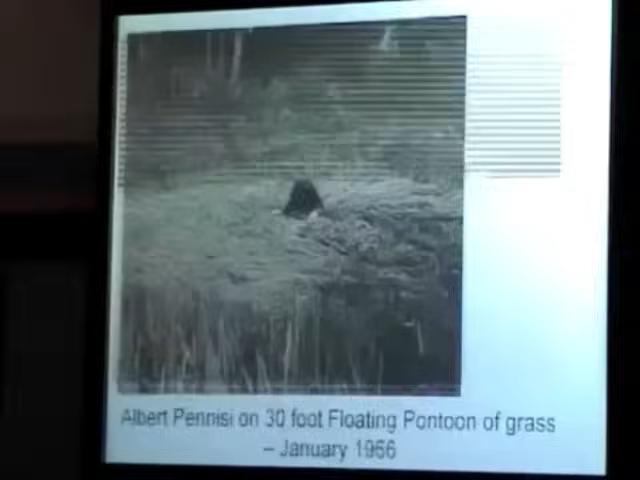 Albert Pennisi on 30 foot Floating Pontoon of grass
– January 1966